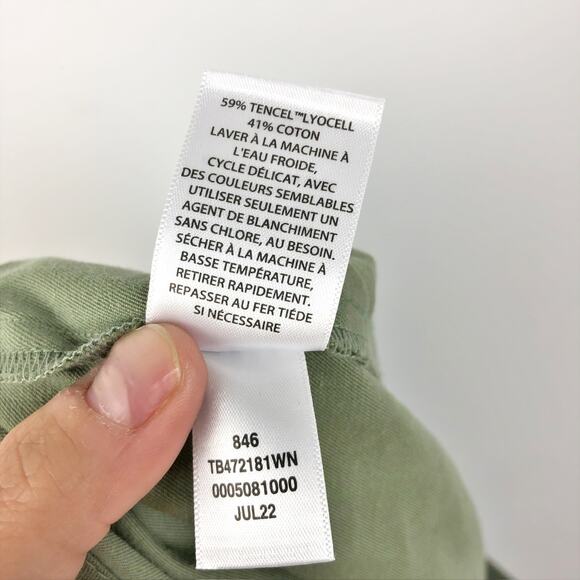 59% TENCEL™LYOCELL
41% COTON
LAVER À LA MACHINE À
L'EAU FROIDE,
CYCLE DÉLICAT, AVEC
DES COULEURS SEMBLABLES
UTILISER SEULEMENT UN
AGENT DE BLANCHIMENT
SANS CHLORE, AU BESOIN.
SÉCHER À LA MACHINE À
BASSE TEMPÉRATURE,
RETIRER RAPIDEMENT.
REPASSER AU FER TIÉDE
SI NÉCESSAIRE
846
TB472181WN
0005081000
JUL22